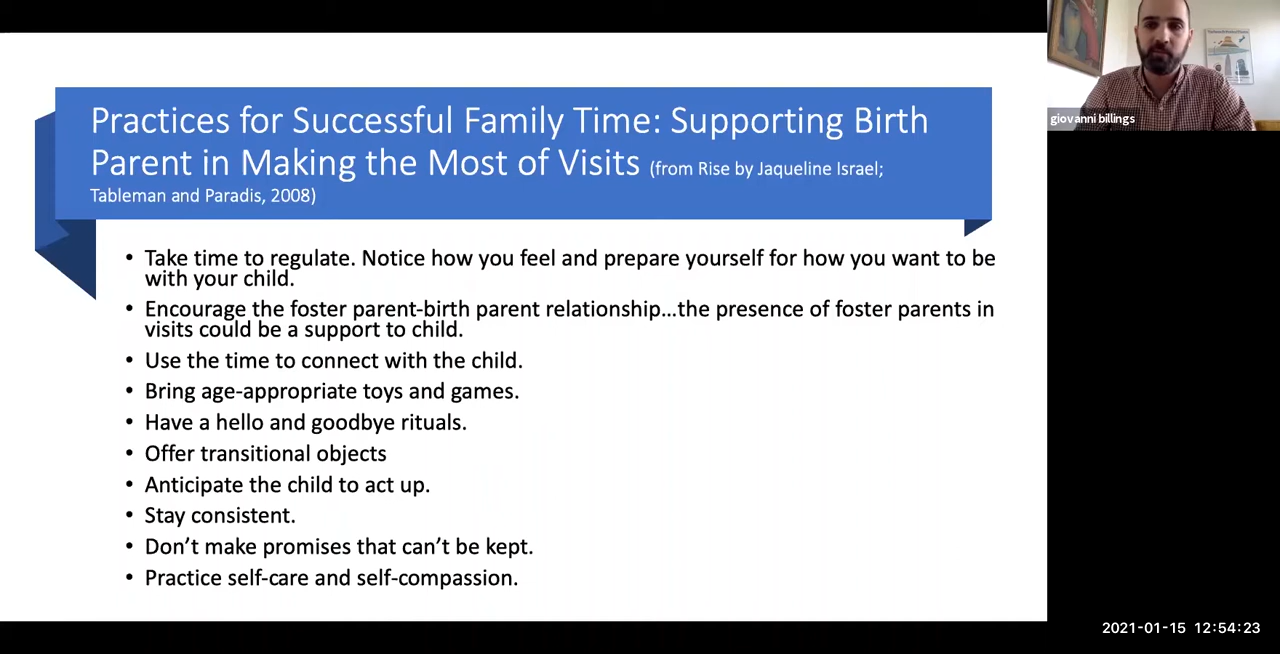 Practices for Successful Family Time: Supporting Birth
Parent in Making the Most of Visits (from Rise by Jaqueline Israel;
Tableman and Paradis, 2008)
• Take time to regulate. Notice how you feel and prepare yourself for how you want to be
with your child.
• Encourage the foster parent-birth parent relationship...the presence of foster parents in
visits could be a support to child.
• Use the time to connect with the child.
• Bring age-appropriate toys and games.
• Have a hello and goodbye rituals.
• Offer transitional objects
• Anticipate the child to act up.
• Stay consistent.
• Don't make promises that can't be kept.
• Practice self-care and self-compassion.
giovanni billings
2021-01-15 12:54:23